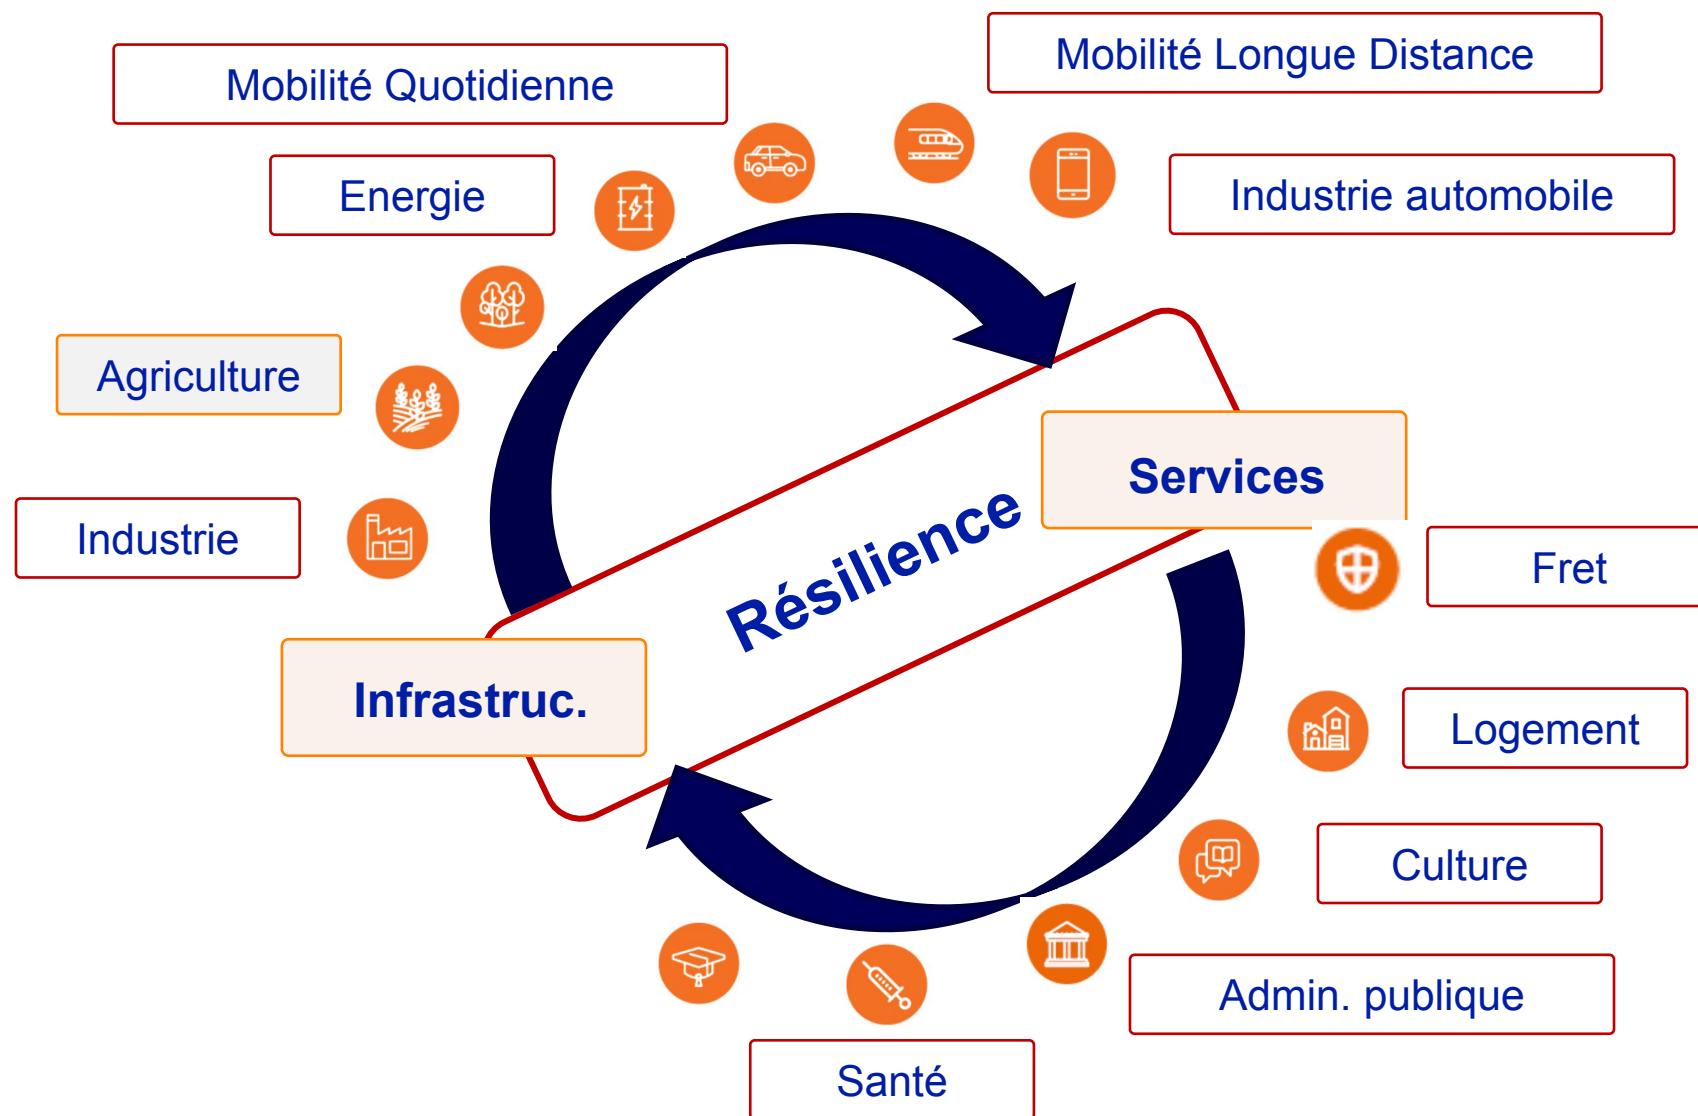 Mobilité Longue Distance
Mobilité Quotidienne
Energie
Industrie automobile
Agriculture
Services
Industrie
Résilience
Fret
Infrastruc.
Logement
Culture
Admin. publique
Santé